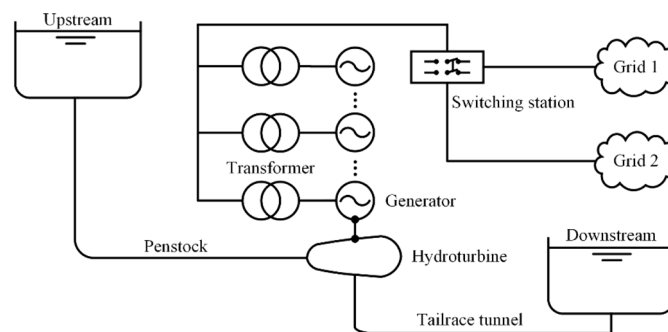 Upstream
Grid 1
Switching station
Grid 2
Transformer
Generator
Downstream
Penstock
Hydroturbine
Tailrace tunnel